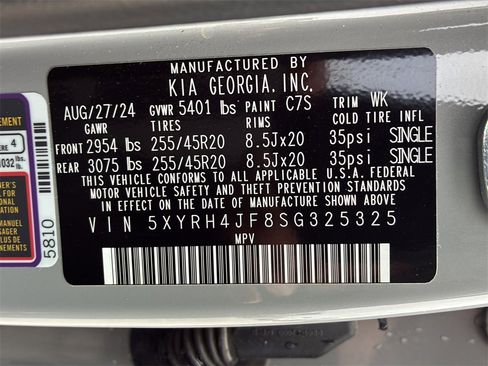 MANUFACTURED BY
KIA GEORGIA, INC.
AUG/27/24 GVWR 5401 lbs PAINT C7S TRIM WK
GAWR TIRES RIMS COLD TIRE INFL
FRONT 2954 lbs 255/45R20 8.5Jx20 35psi SINGLE
REAR 3075 lbs 255/45R20 8.5Jx20 35psi SINGLE
THIS VEHICLE CONFORMS TO ALL APPLICABLE U.S.A. FEDERAL
MOTOR VEHICLE SAFETY AND THEFT PREVENTION STANDARDS
IN EFFECT ON THE DATE OF MANUFACTURE SHOWN ABOVE.
VIN 5XYRH4JF8SG325325
MPV
4
032 lbs
5810